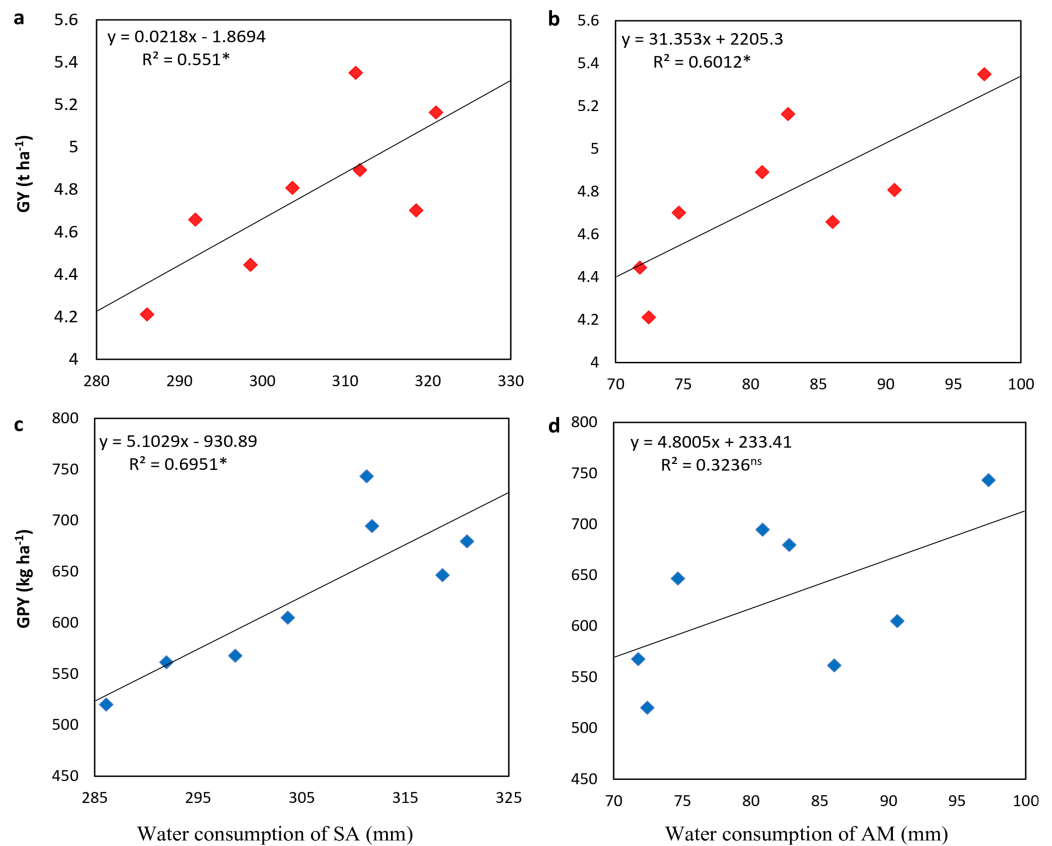 a
y = 0.0218x - 1.8694
R² = 0.551*
GY (t ha⁻¹)
5.6
5.4
5.2
5
4.8
4.6
4.4
4.2
4
280 290 300 310 320 330
b
y = 31.353x + 2205.3
R² = 0.6012*
5.6
5.4
5.2
5
4.8
4.6
4.4
4.2
4
70 75 80 85 90 95 100
c
y = 5.1029x - 930.89
R² = 0.6951*
GPY (kg ha⁻¹)
800
750
700
650
600
550
500
450
285 295 305 315 325
Water consumption of SA (mm)
d
y = 4.8005x + 233.41
R² = 0.3236ⁿˢ
800
750
700
650
600
550
500
450
70 75 80 85 90 95 100
Water consumption of AM (mm)